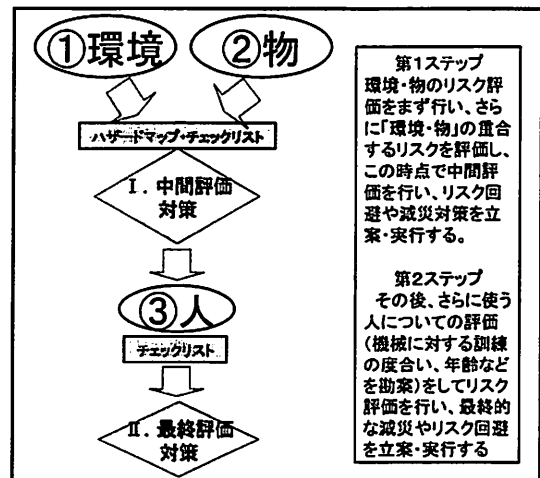 ①環境
②物
ハザードマップ・チェックリスト
Ⅰ．中間評価
対策
③人
チェックリスト
Ⅱ．最終評価
対策
第1ステップ
環境・物のリスク評
価をまず行い、さら
に「環境・物」の重合
するリスクを評価し、
この時点で中間評
価を行い、リスク回
避や減災対策を立
案・実行する。
第2ステップ
その後、さらに使う
人についての評価
（機械に対する訓練
の度合い、年齢など
を勘案）をしてリスク
評価を行い、最終的
な減災やリスク回避
を立案・実行する